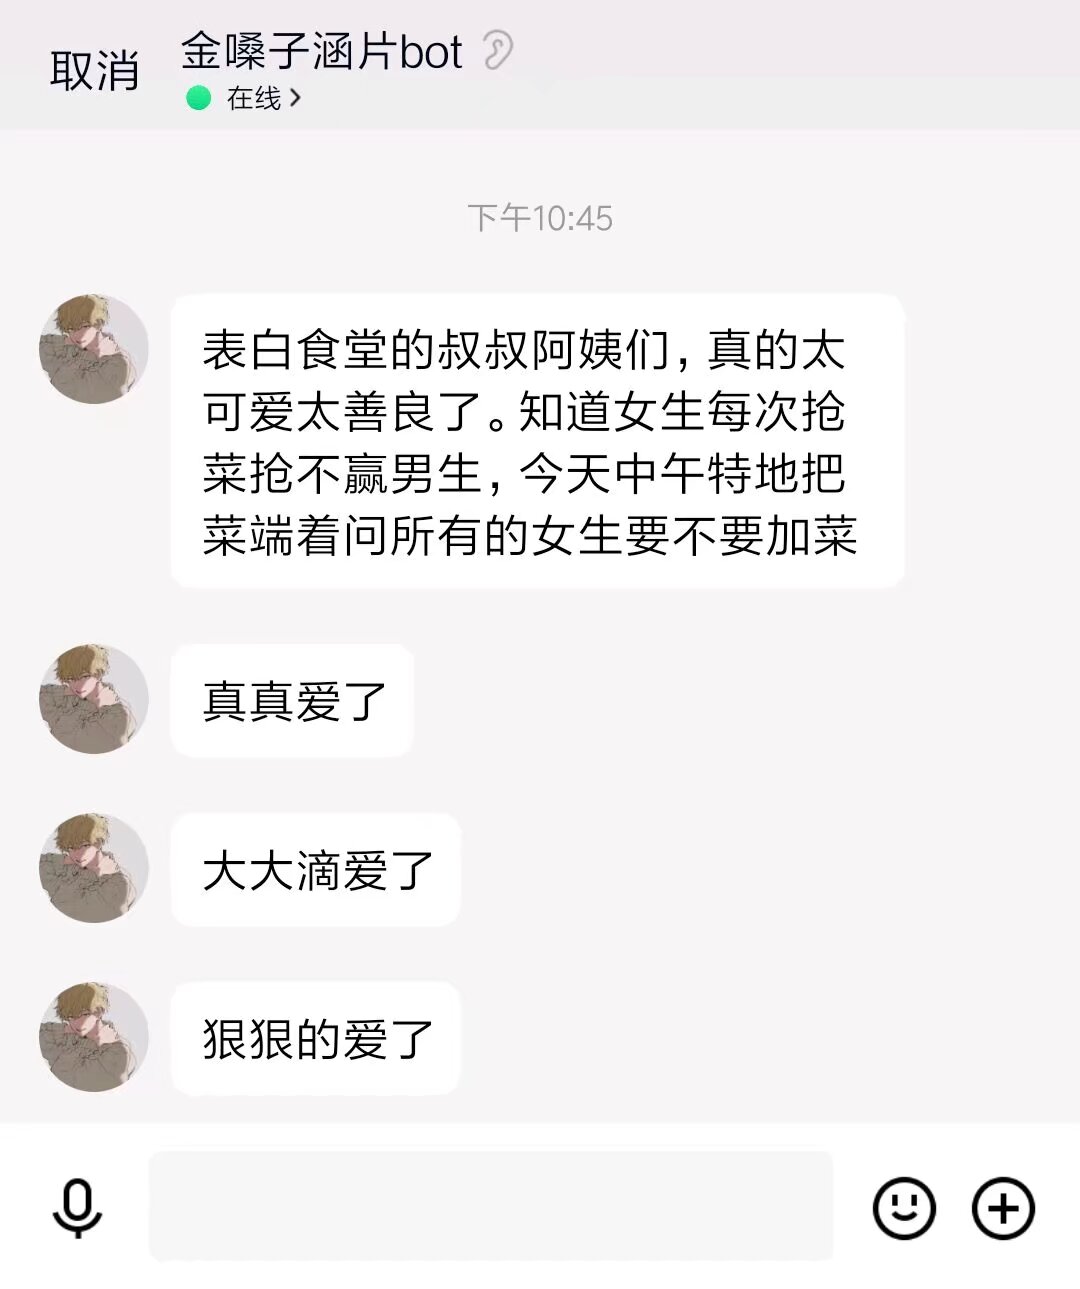 取消
金嗓子涵片bot
在线
下午10:45
表白食堂的叔叔阿姨们，真的太
可爱太善良了。知道女生每次抢
菜抢不赢男生，今天中午特地把
菜端着问所有的女生要不要加菜
真真爱了
大大滴爱了
狠狠的爱了